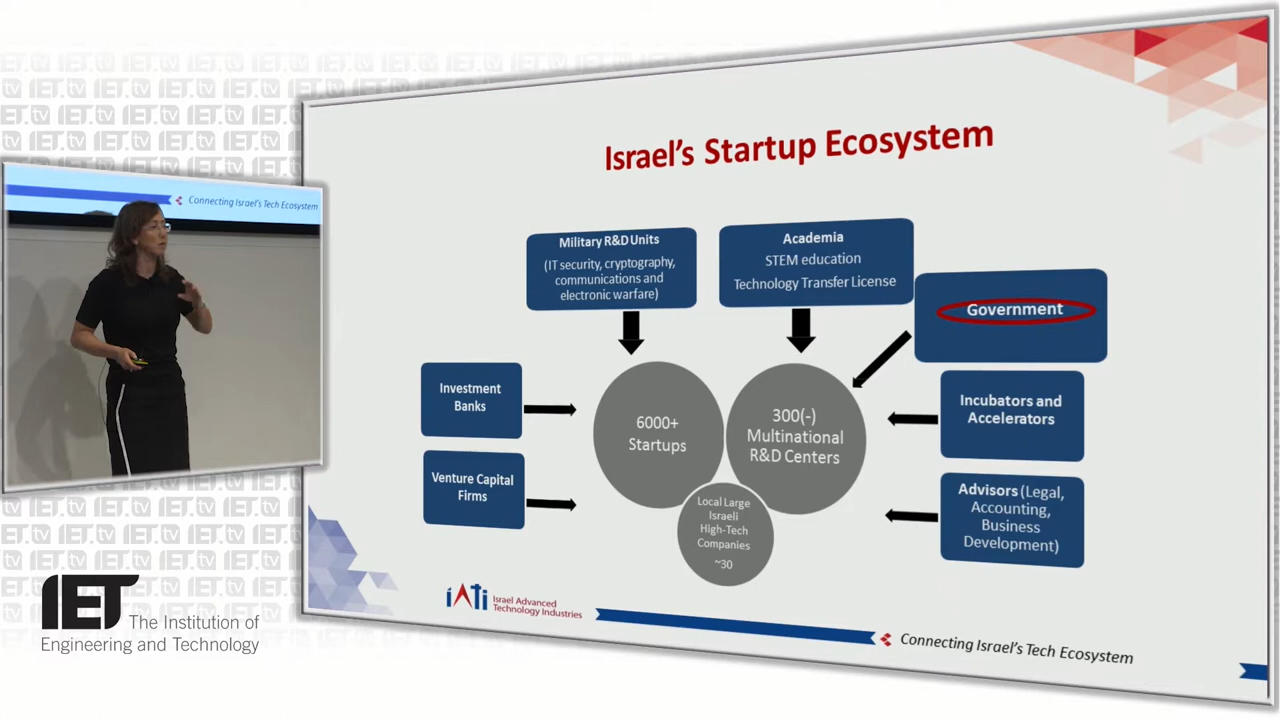 Israel's Startup Ecosystem
Connecting Israel's Tech Ecosystem
Military R&D Units
(IT security, cryptography,
communications and
electronic warfare)
Academia
STEM education
Technology Transfer License
Government
Investment
Banks
6000+
Startups
300(-)
Multinational
R&D Centers
Incubators and
Accelerators
Venture Capital
Firms
Local Large
Israeli
High-Tech
Companies
~30
Advisors (Legal,
Accounting,
Business
Development)
iATi Israel Advanced
Technology Industries
Connecting Israel's Tech Ecosystem
IET The Institution of
Engineering and Technology
IET.tv